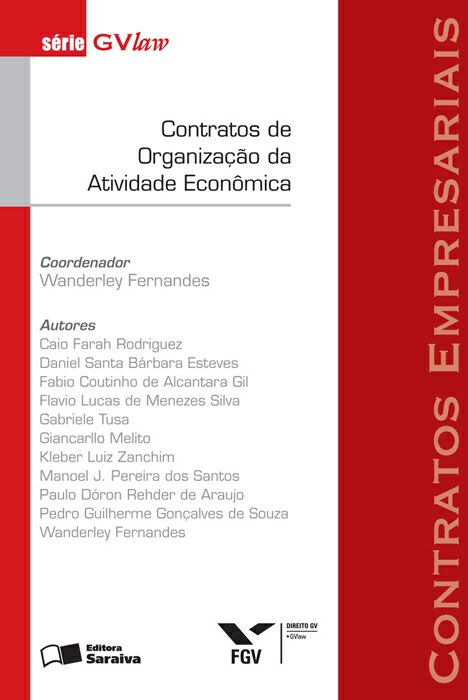 série GVlaw
Contratos de
Organização da
Atividade Econômica
Coordenador
Wanderley Fernandes
Autores
Caio Farah Rodriguez
Daniel Santa Bárbara Esteves
Fabio Coutinho de Alcantara Gil
Flavio Lucas de Menezes Silva
Gabriele Tusa
Giancarllo Melito
Kleber Luiz Zanchim
Manoel J. Pereira dos Santos
Paulo Dóron Rehder de Araujo
Pedro Guilherme Gonçalves de Souza
Wanderley Fernandes
Editora
Saraiva
FGV
DIREITO GV
• GVlaw
CONTRATOS EMPRESARIAIS